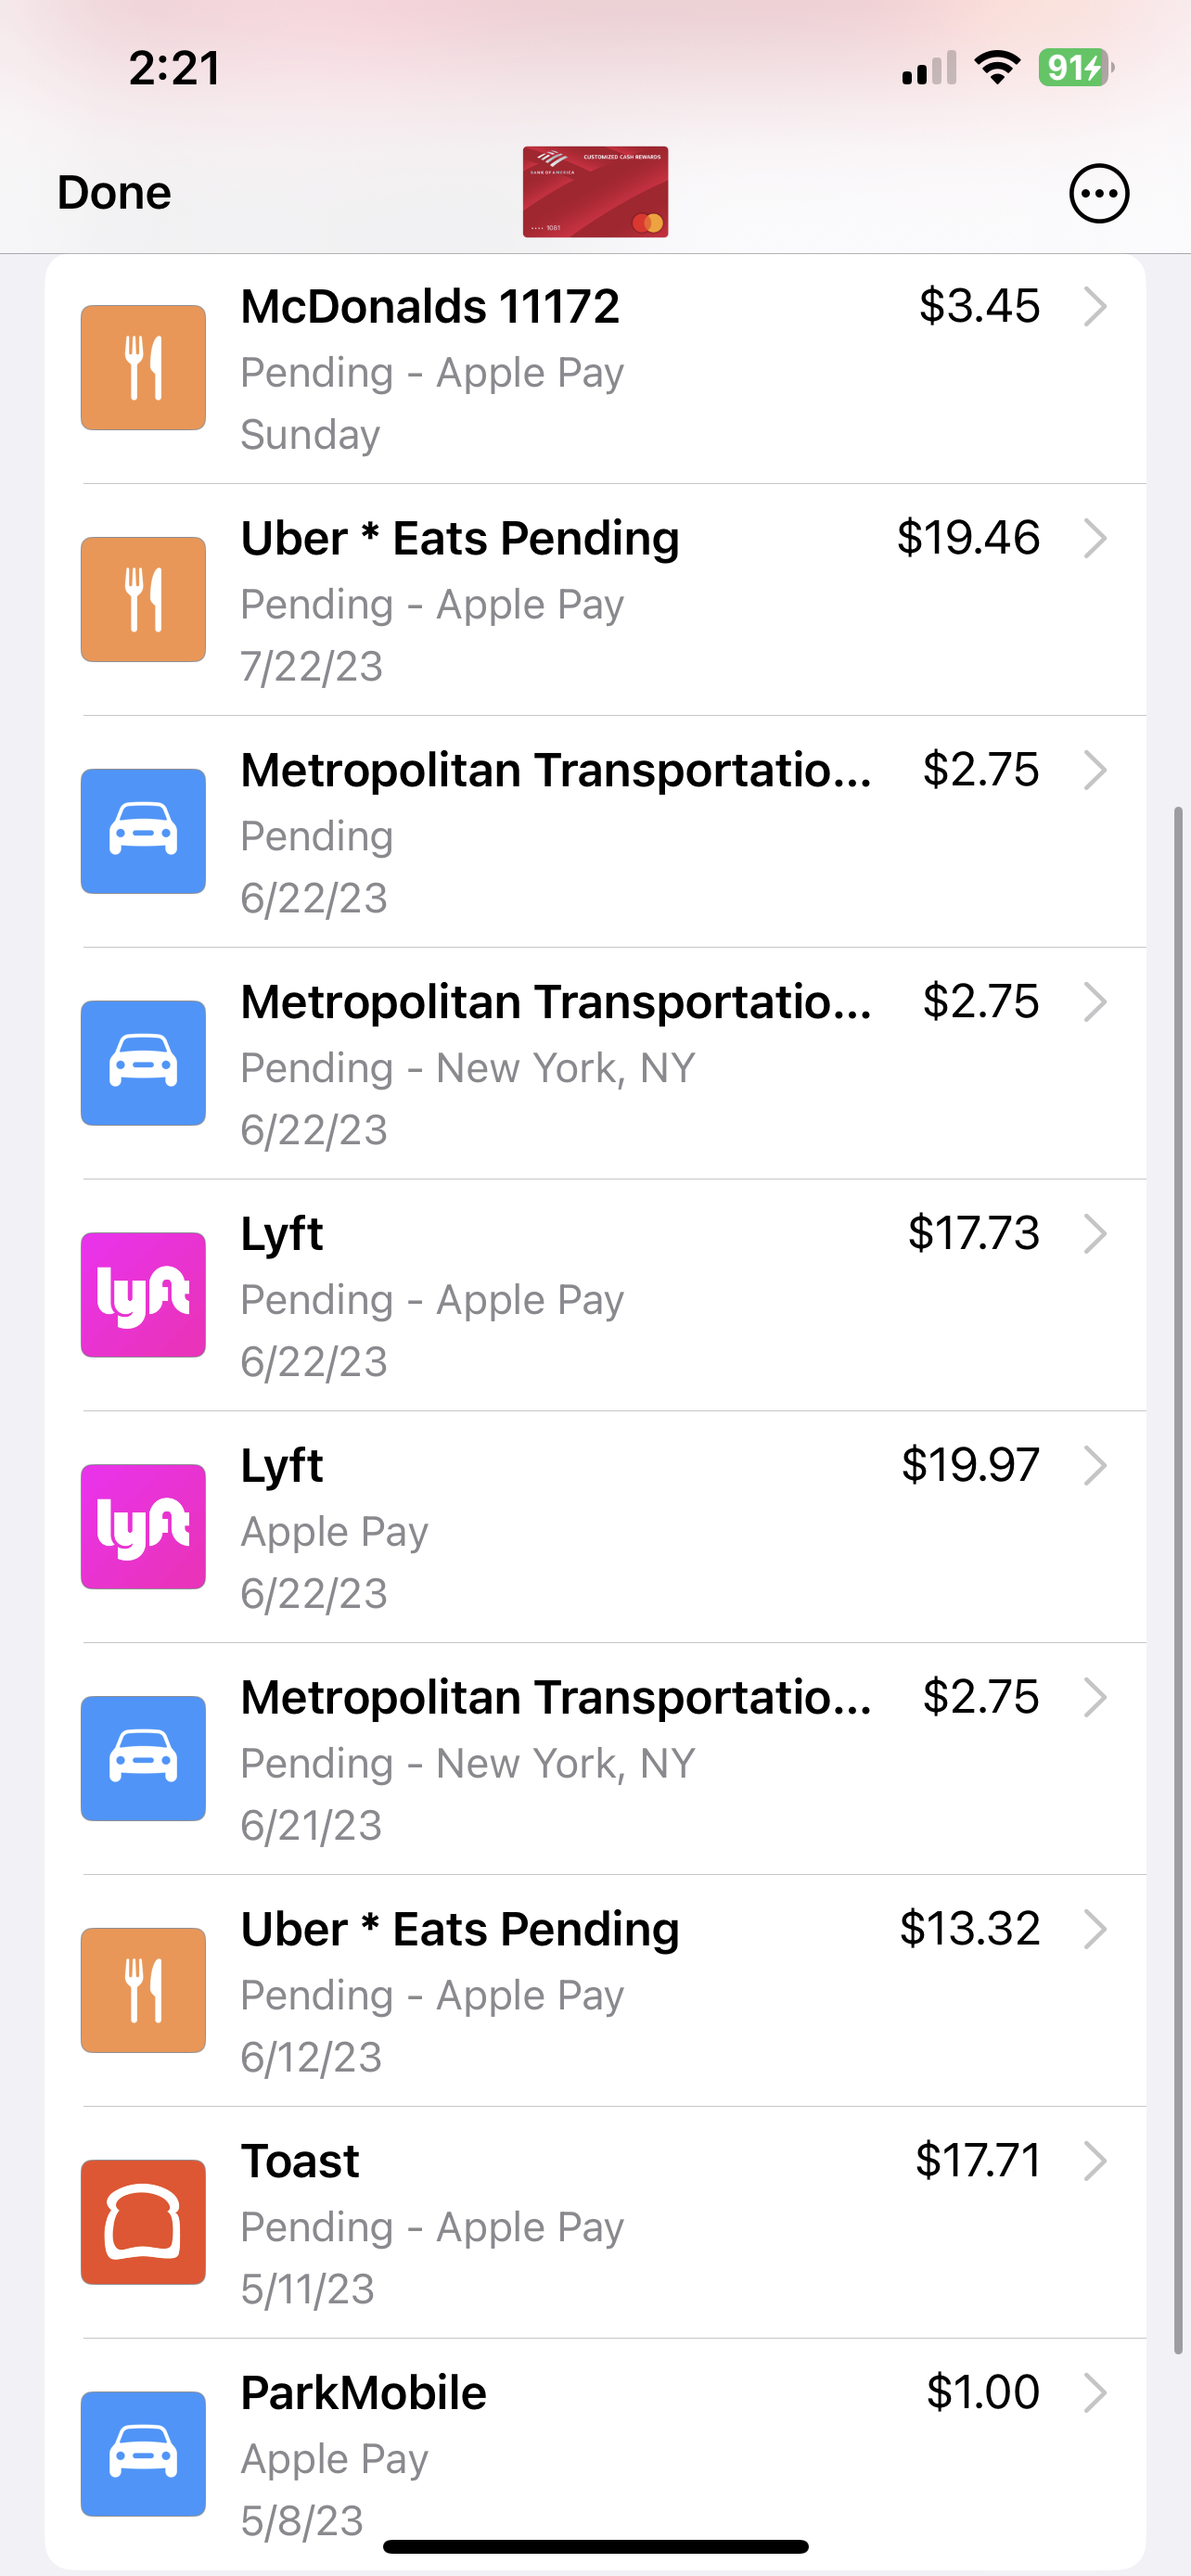 2:21
91
Done
BANK OF AMERICA
CUSTOMIZED CASH REWARDS
•••• 1081
McDonalds 11172
$3.45
Pending - Apple Pay
Sunday
Uber * Eats Pending
$19.46
Pending - Apple Pay
7/22/23
Metropolitan Transportatio...
$2.75
Pending
6/22/23
Metropolitan Transportatio...
$2.75
Pending - New York, NY
6/22/23
lyft
Lyft
$17.73
Pending - Apple Pay
6/22/23
lyft
Lyft
$19.97
Apple Pay
6/22/23
Metropolitan Transportatio...
$2.75
Pending - New York, NY
6/21/23
Uber * Eats Pending
$13.32
Pending - Apple Pay
6/12/23
Toast
$17.71
Pending - Apple Pay
5/11/23
ParkMobile
$1.00
Apple Pay
5/8/23